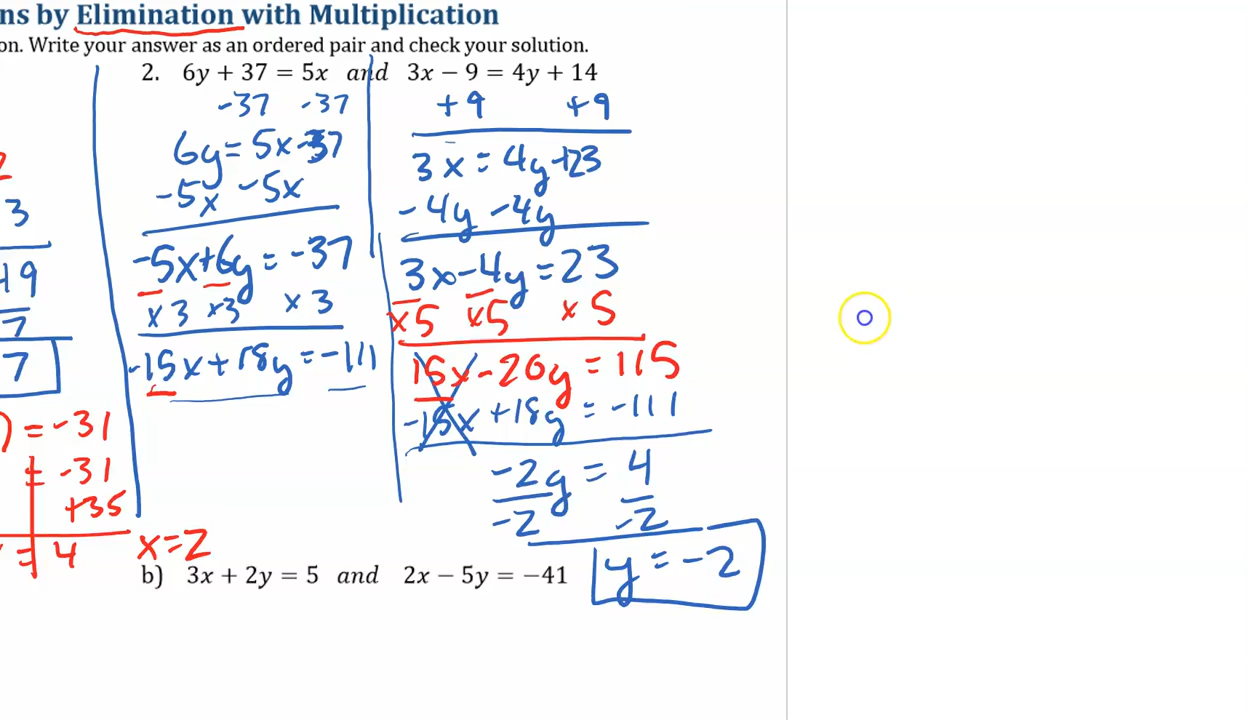 ns by Elimination with Multiplication
on. Write your answer as an ordered pair and check your solution.
2. 6y + 37 = 5x and 3x − 9 = 4y + 14
-37 -37
6y = 5x -37
-5x -5x
-5x + 6y = -37
x3 x3 x3
-15x + 18y = -111
+9 +9
3x = 4y + 23
-4y -4y
3x - 4y = 23
x5 x5 x5
15x - 20y = 115
-15x + 18y = -111
-2y = 4
-2 -2
y = -2
2
3
49
7
7
) = -31
= -31
+35
= 4 x = 2
b) 3x + 2y = 5 and 2x − 5y = −41